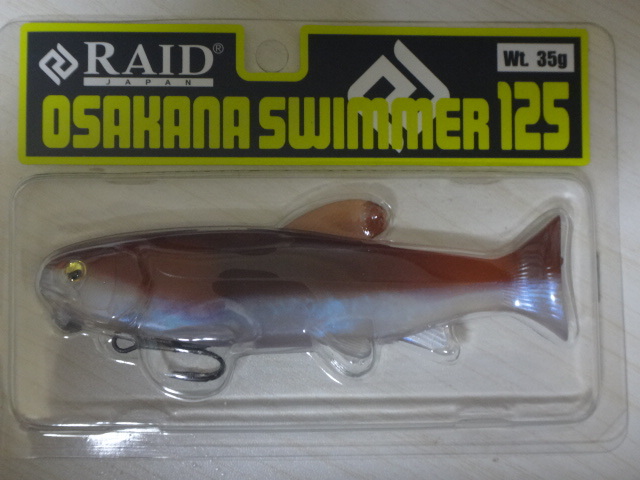 RAID®
JAPAN
Wt. 35g
OSAKANA SWIMMER 125